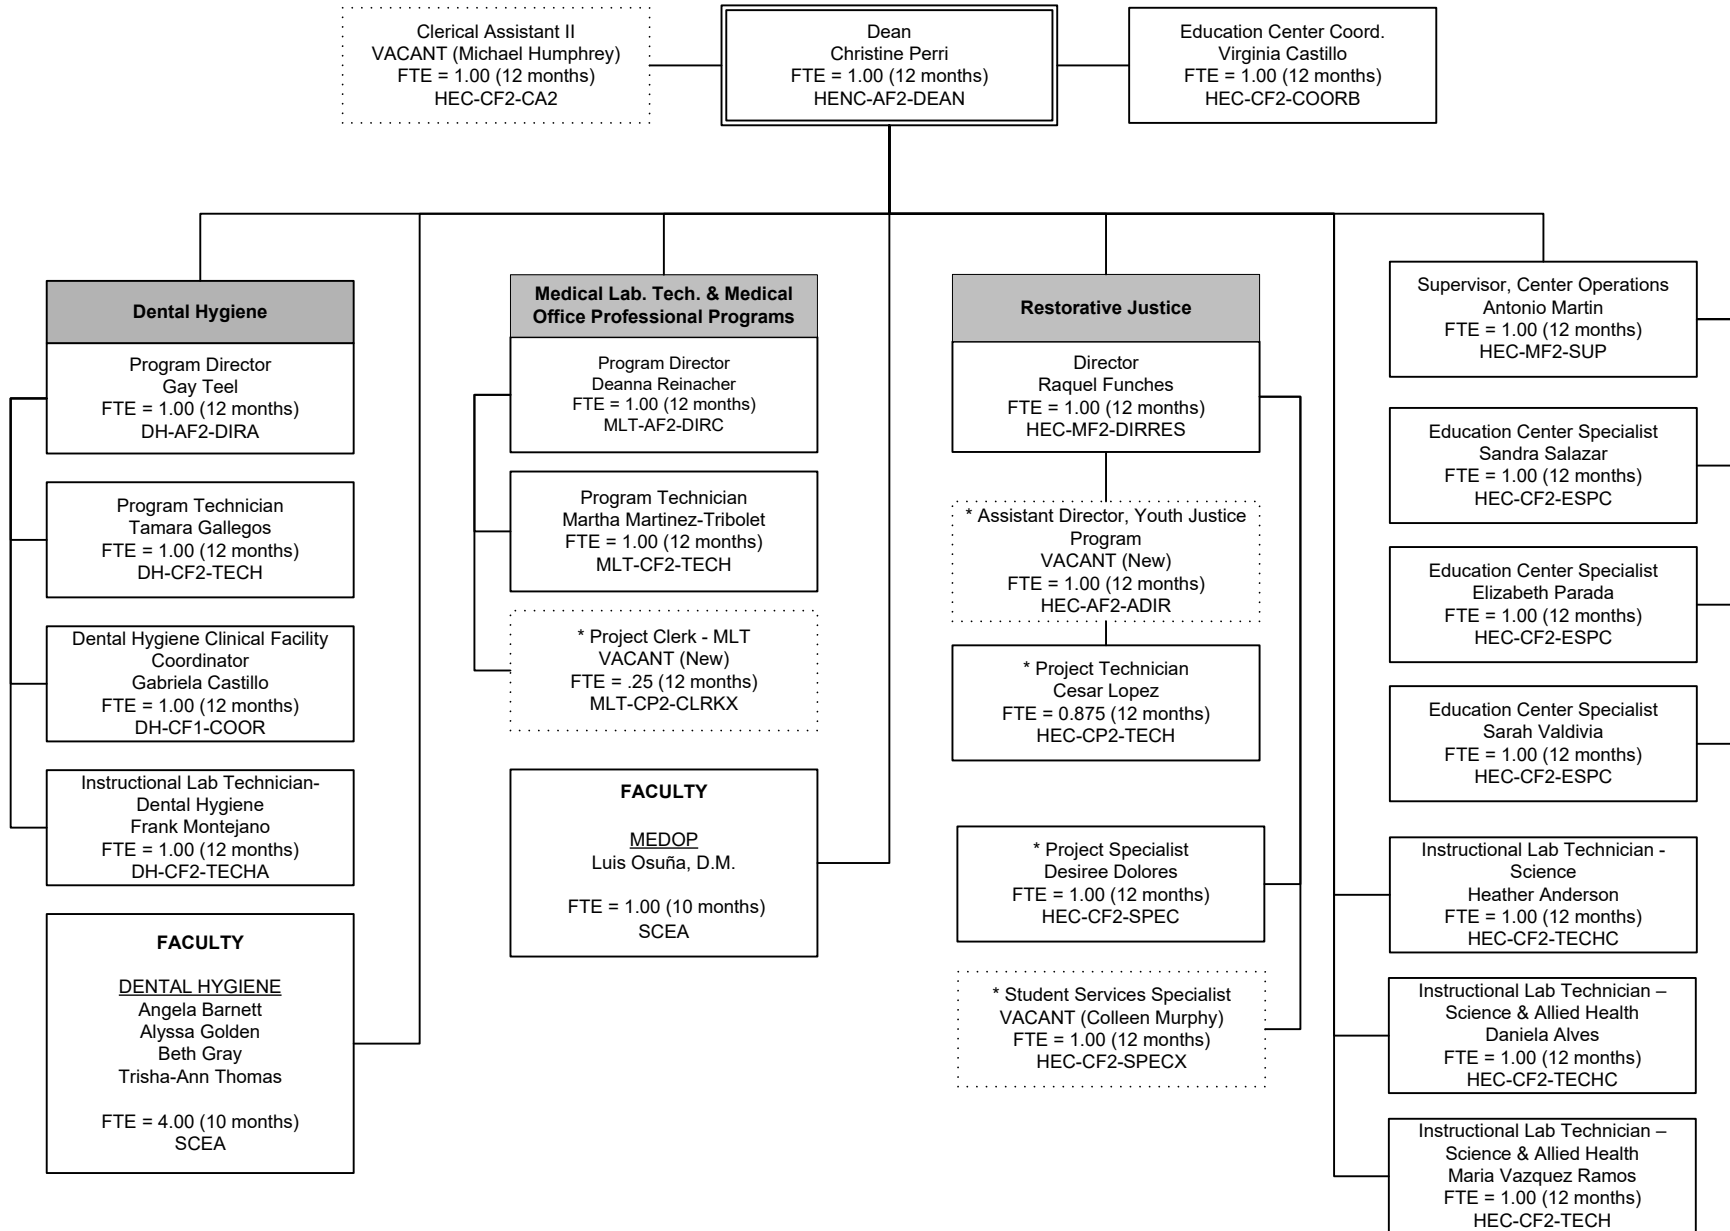 Clerical Assistant II
VACANT (Michael Humphrey)
FTE = 1.00 (12 months)
HEC-CF2-CA2
Dean
Christine Perri
FTE = 1.00 (12 months)
HENC-AF2-DEAN
Education Center Coord.
Virginia Castillo
FTE = 1.00 (12 months)
HEC-CF2-COORB
Dental Hygiene
Program Director
Gay Teel
FTE = 1.00 (12 months)
DH-AF2-DIRA
Program Technician
Tamara Gallegos
FTE = 1.00 (12 months)
DH-CF2-TECH
Dental Hygiene Clinical Facility
Coordinator
Gabriela Castillo
FTE = 1.00 (12 months)
DH-CF1-COOR
Instructional Lab Technician-
Dental Hygiene
Frank Montejano
FTE = 1.00 (12 months)
DH-CF2-TECHA
FACULTY
DENTAL HYGIENE
Angela Barnett
Alyssa Golden
Beth Gray
Trisha-Ann Thomas
FTE = 4.00 (10 months)
SCEA
Medical Lab. Tech. & Medical
Office Professional Programs
Program Director
Deanna Reinacher
FTE = 1.00 (12 months)
MLT-AF2-DIRC
Program Technician
Martha Martinez-Tribolet
FTE = 1.00 (12 months)
MLT-CF2-TECH
* Project Clerk - MLT
VACANT (New)
FTE = .25 (12 months)
MLT-CP2-CLRKX
FACULTY
MEDOP
Luis Osuña, D.M.
FTE = 1.00 (10 months)
SCEA
Restorative Justice
Director
Raquel Funches
FTE = 1.00 (12 months)
HEC-MF2-DIRRES
* Assistant Director, Youth Justice
Program
VACANT (New)
FTE = 1.00 (12 months)
HEC-AF2-ADIR
* Project Technician
Cesar Lopez
FTE = 0.875 (12 months)
HEC-CP2-TECH
* Project Specialist
Desiree Dolores
FTE = 1.00 (12 months)
HEC-CF2-SPEC
* Student Services Specialist
VACANT (Colleen Murphy)
FTE = 1.00 (12 months)
HEC-CF2-SPECX
Supervisor, Center Operations
Antonio Martin
FTE = 1.00 (12 months)
HEC-MF2-SUP
Education Center Specialist
Sandra Salazar
FTE = 1.00 (12 months)
HEC-CF2-ESPC
Education Center Specialist
Elizabeth Parada
FTE = 1.00 (12 months)
HEC-CF2-ESPC
Education Center Specialist
Sarah Valdivia
FTE = 1.00 (12 months)
HEC-CF2-ESPC
Instructional Lab Technician -
Science
Heather Anderson
FTE = 1.00 (12 months)
HEC-CF2-TECHC
Instructional Lab Technician –
Science & Allied Health
Daniela Alves
FTE = 1.00 (12 months)
HEC-CF2-TECHC
Instructional Lab Technician –
Science & Allied Health
Maria Vazquez Ramos
FTE = 1.00 (12 months)
HEC-CF2-TECH